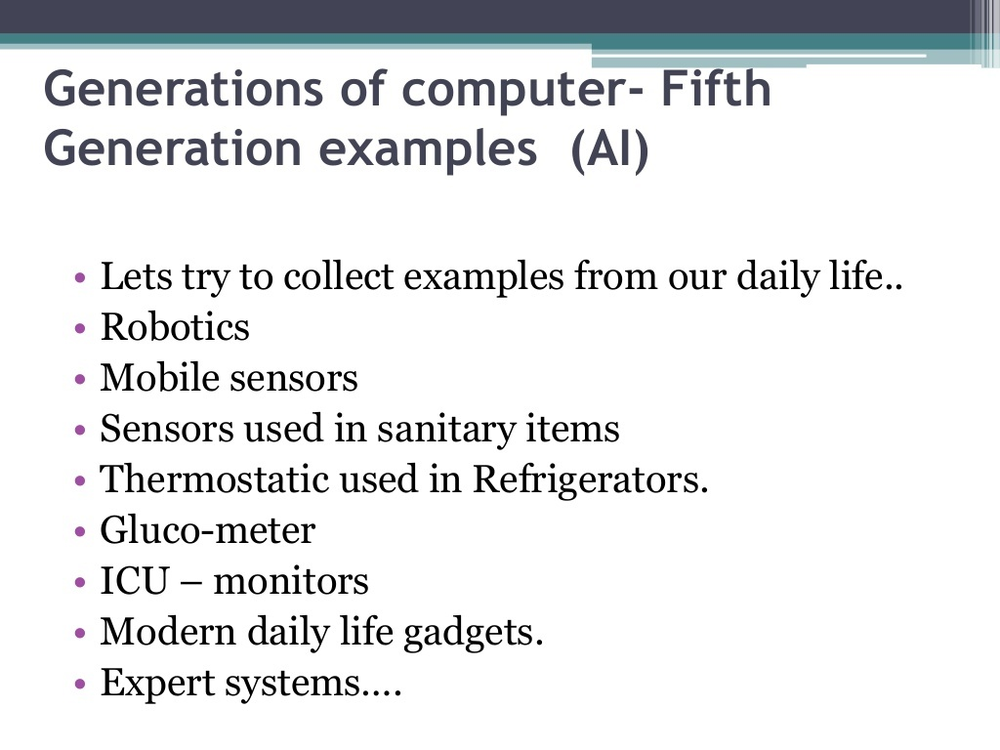 Generations of computer- Fifth
Generation examples  (AI)
• Lets try to collect examples from our daily life..
• Robotics
• Mobile sensors
• Sensors used in sanitary items
• Thermostatic used in Refrigerators.
• Gluco-meter
• ICU – monitors
• Modern daily life gadgets.
• Expert systems….